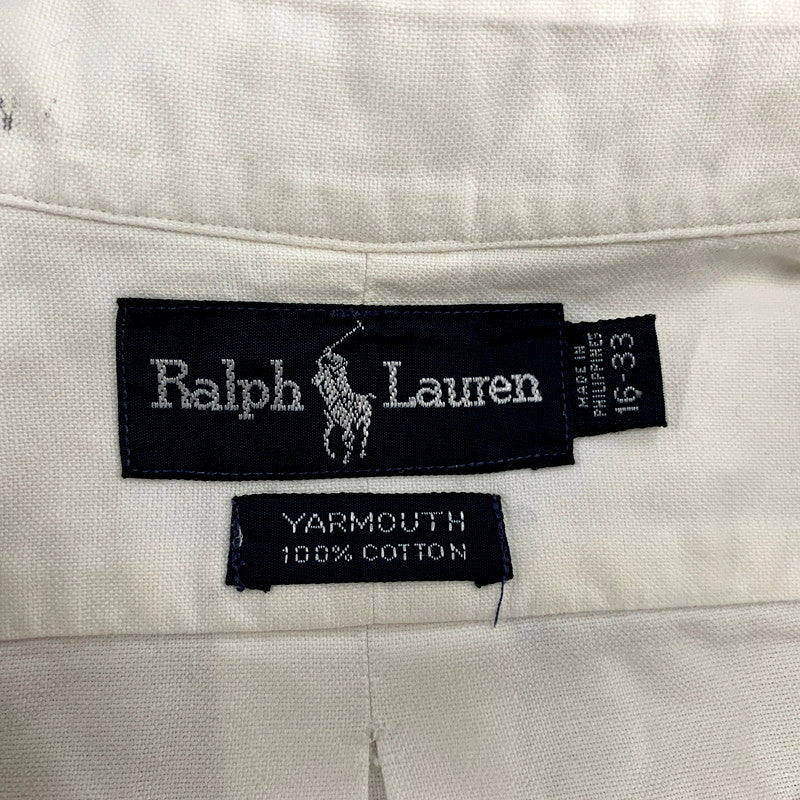 Ralph Lauren
MADE IN
PHILIPPINES
16-33
YARMOUTH
100% COTTON